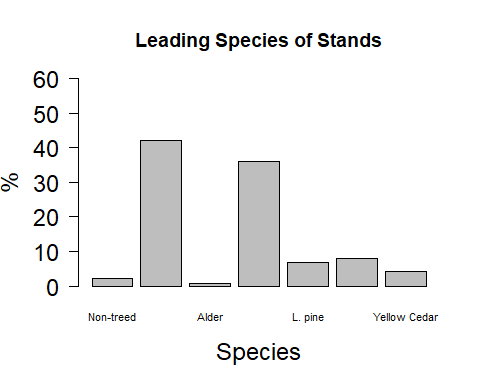 Leading Species of Stands
%
60
50
40
30
20
10
0
Non-treed Alder L. pine Yellow Cedar
Species